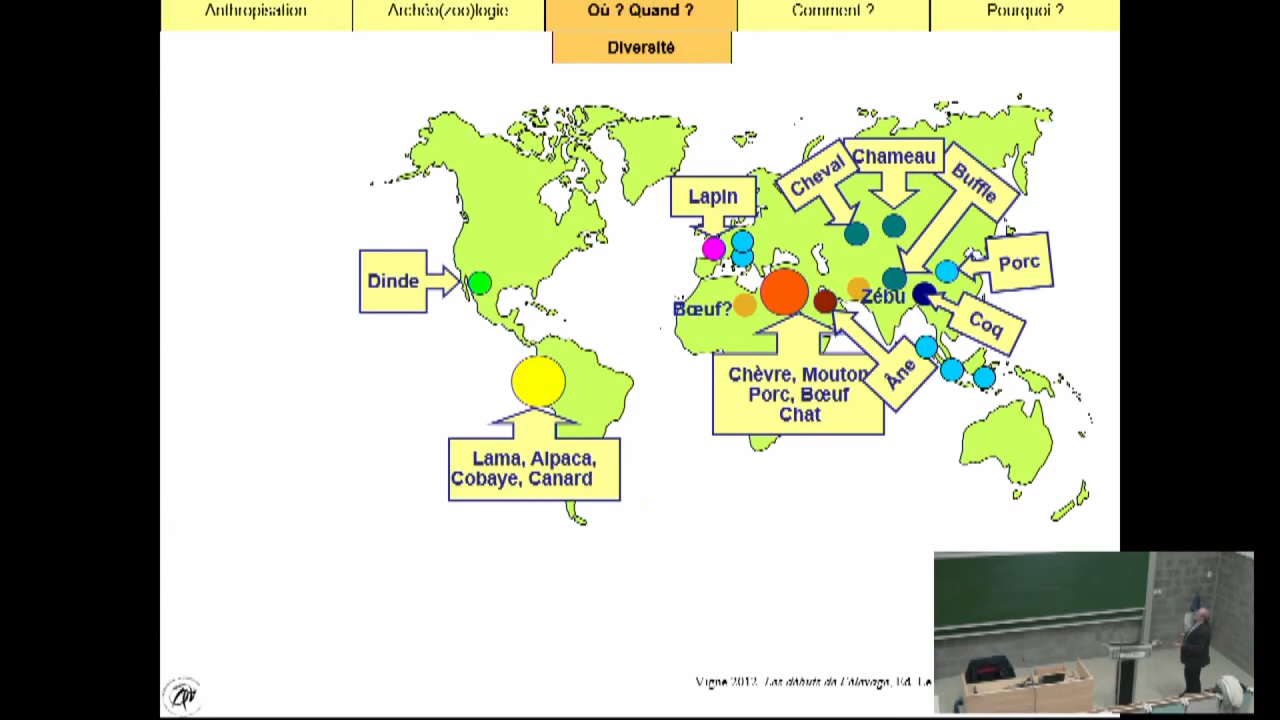 Anthropisation
Archéo(zoo)logie
Où ? Quand ?
Comment ?
Pourquoi ?
Diversité
Cheval
Chameau
Buffle
Lapin
Porc
Dinde
Zébu
Bœuf?
Coq
Chèvre, Mouton
Porc, Bœuf
Chat
Âne
Lama, Alpaca,
Cobaye, Canard
Vigne 2012. Les débuts de l'élevage, Ed. Le